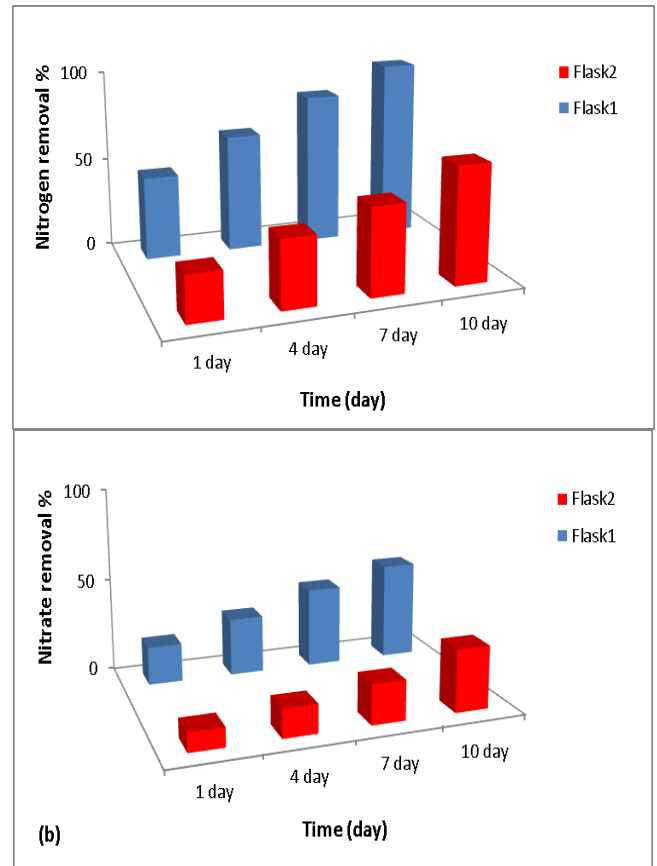 Nitrogen removal %
100
50
0
Flask2
Flask1
1 day
4 day
7 day
10 day
Time (day)
Nitrate removal %
100
50
0
Flask2
Flask1
1 day
4 day
7 day
10 day
(b)
Time (day)